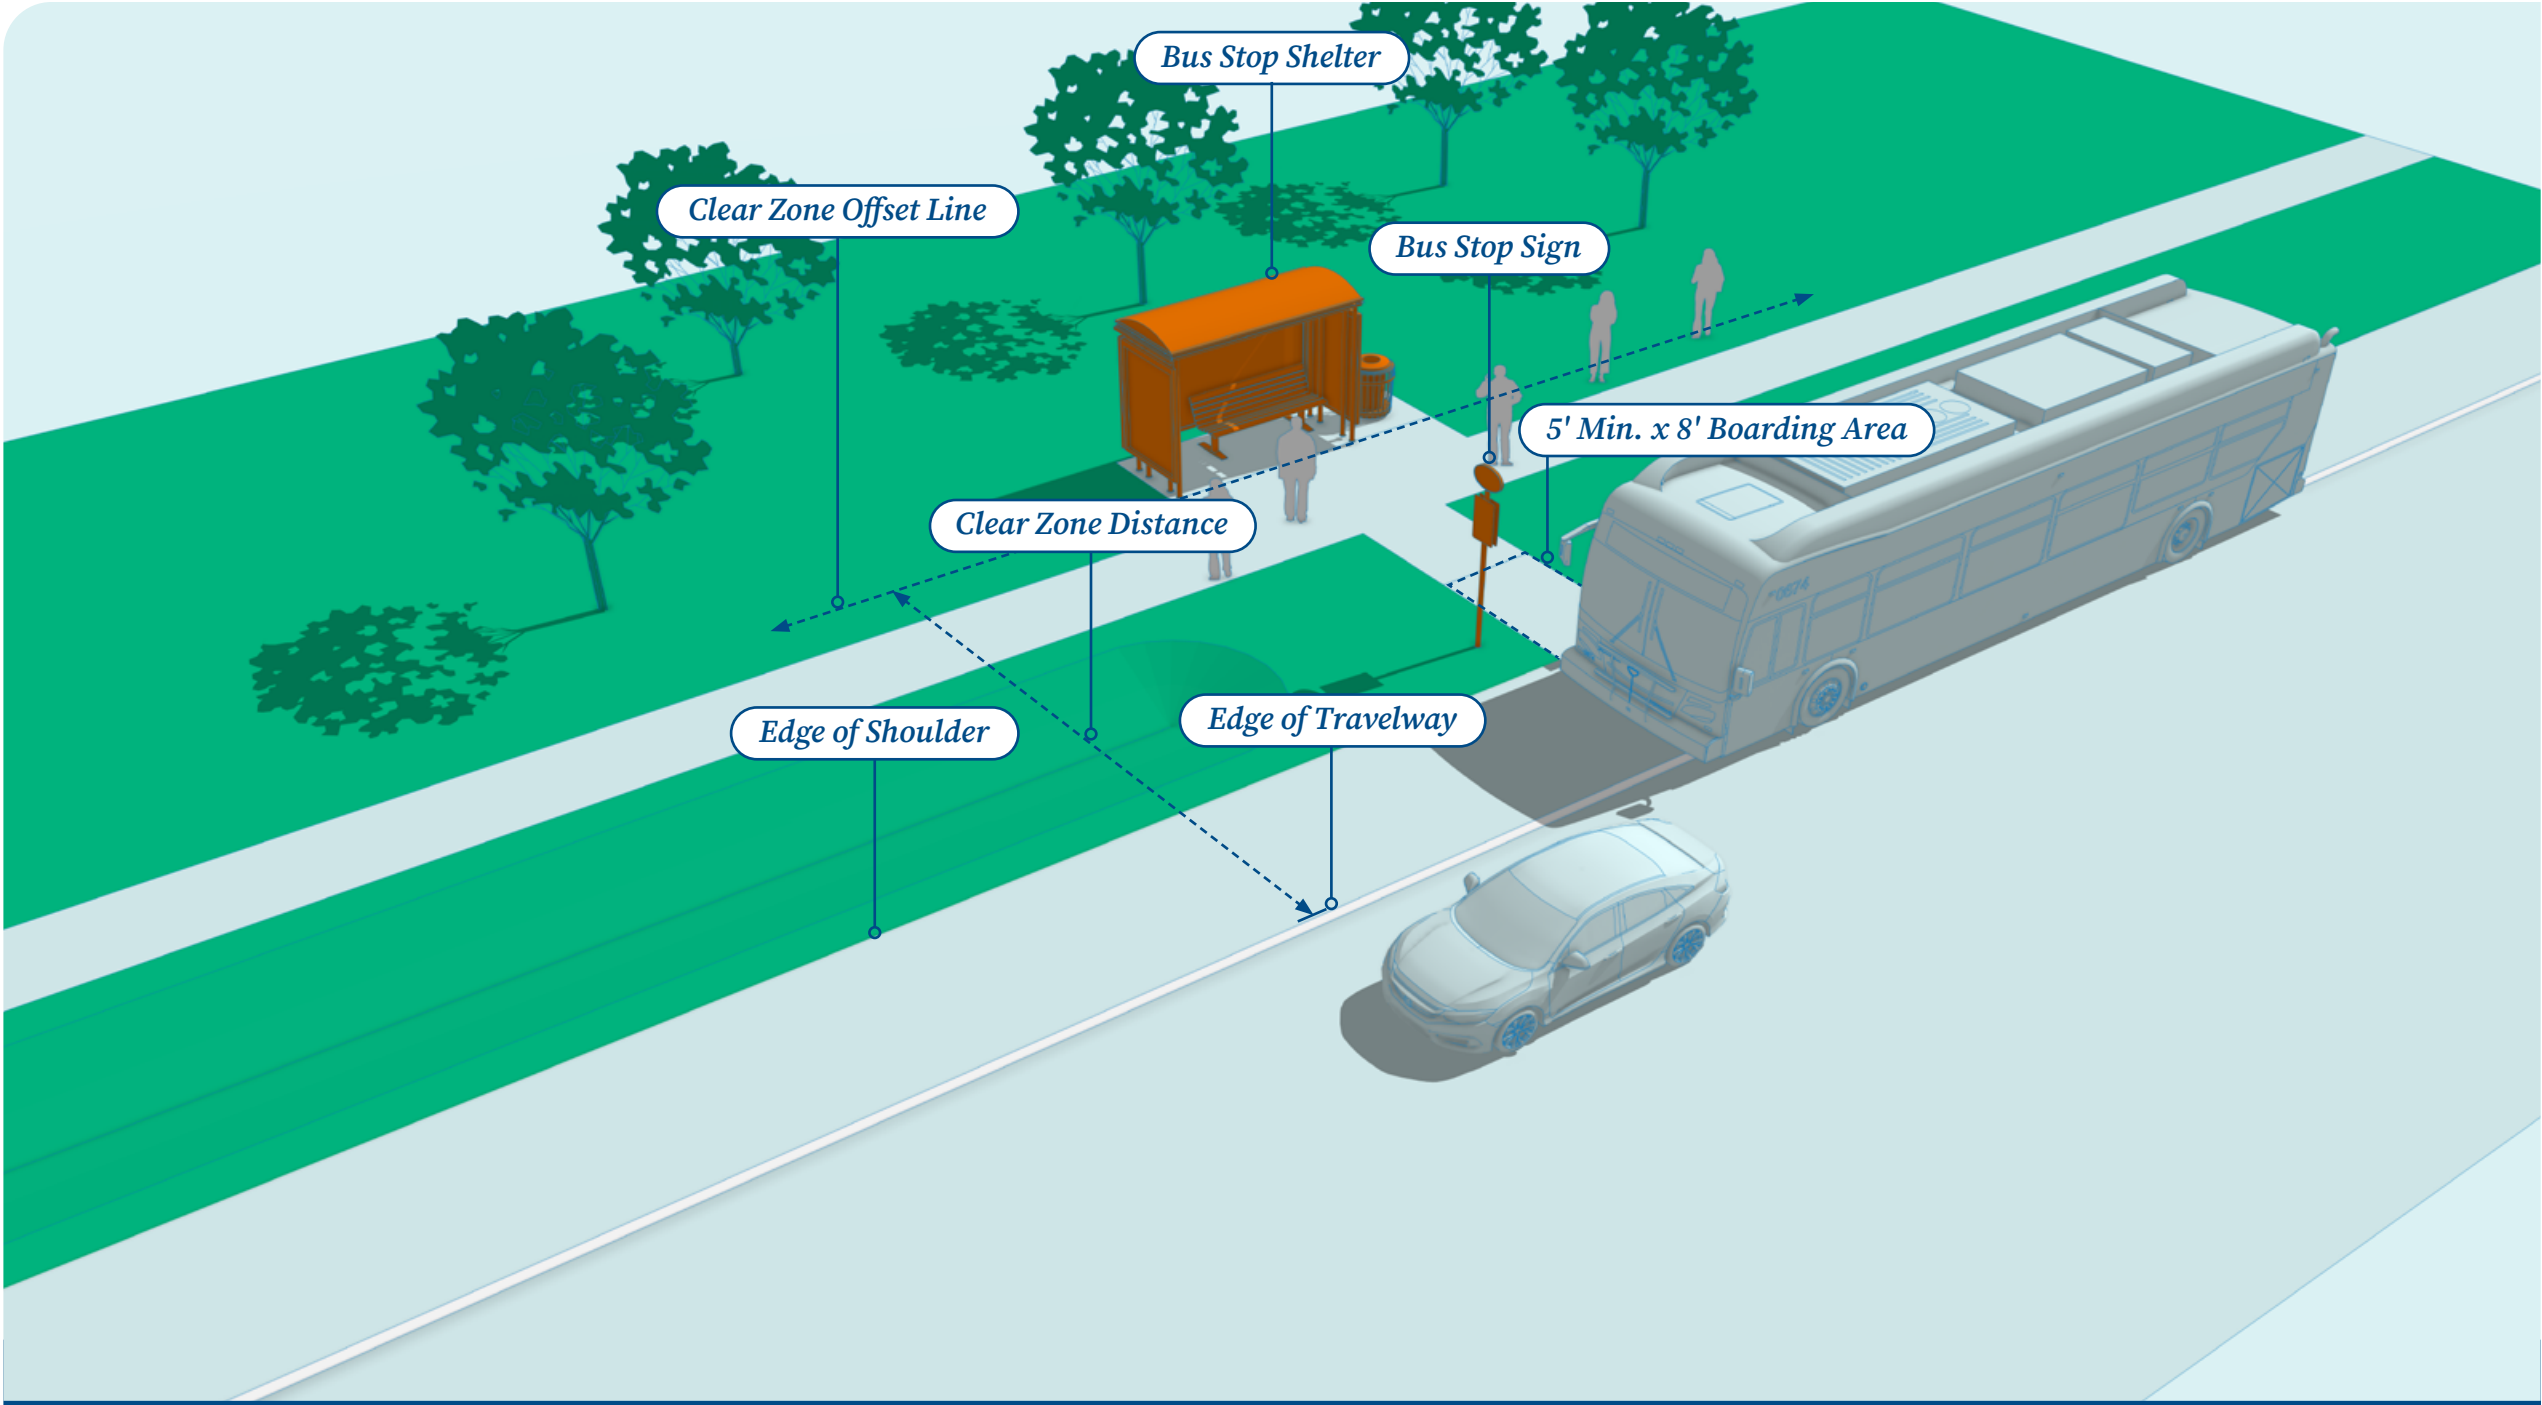 Bus Stop Shelter
Clear Zone Offset Line
Bus Stop Sign
5' Min. x 8' Boarding Area
Clear Zone Distance
Edge of Shoulder
Edge of Travelway
0574